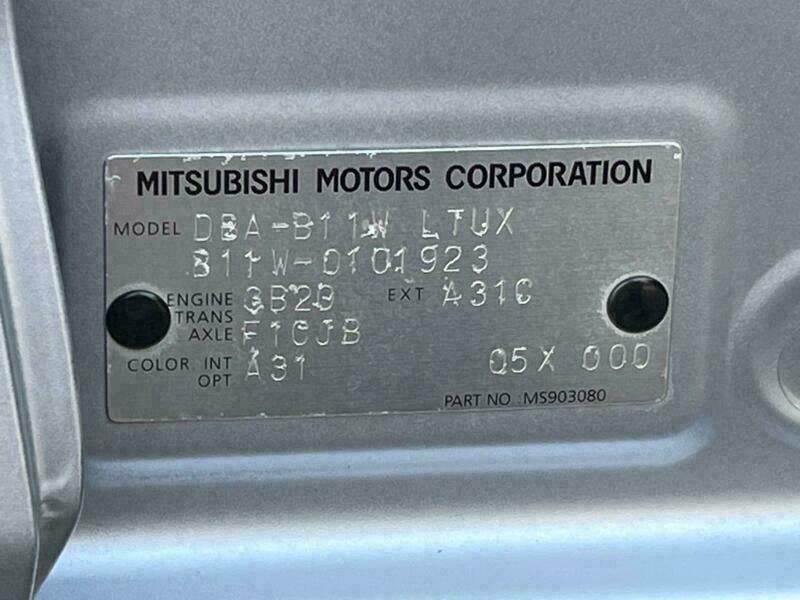 MITSUBISHI MOTORS CORPORATION
MODEL DBA-B11W LTUX
B11W-0101923
ENGINE 3B20 EXT A31C
TRANS
AXLE F1CJB
COLOR INT A31 05X 000
OPT
PART NO MS903080